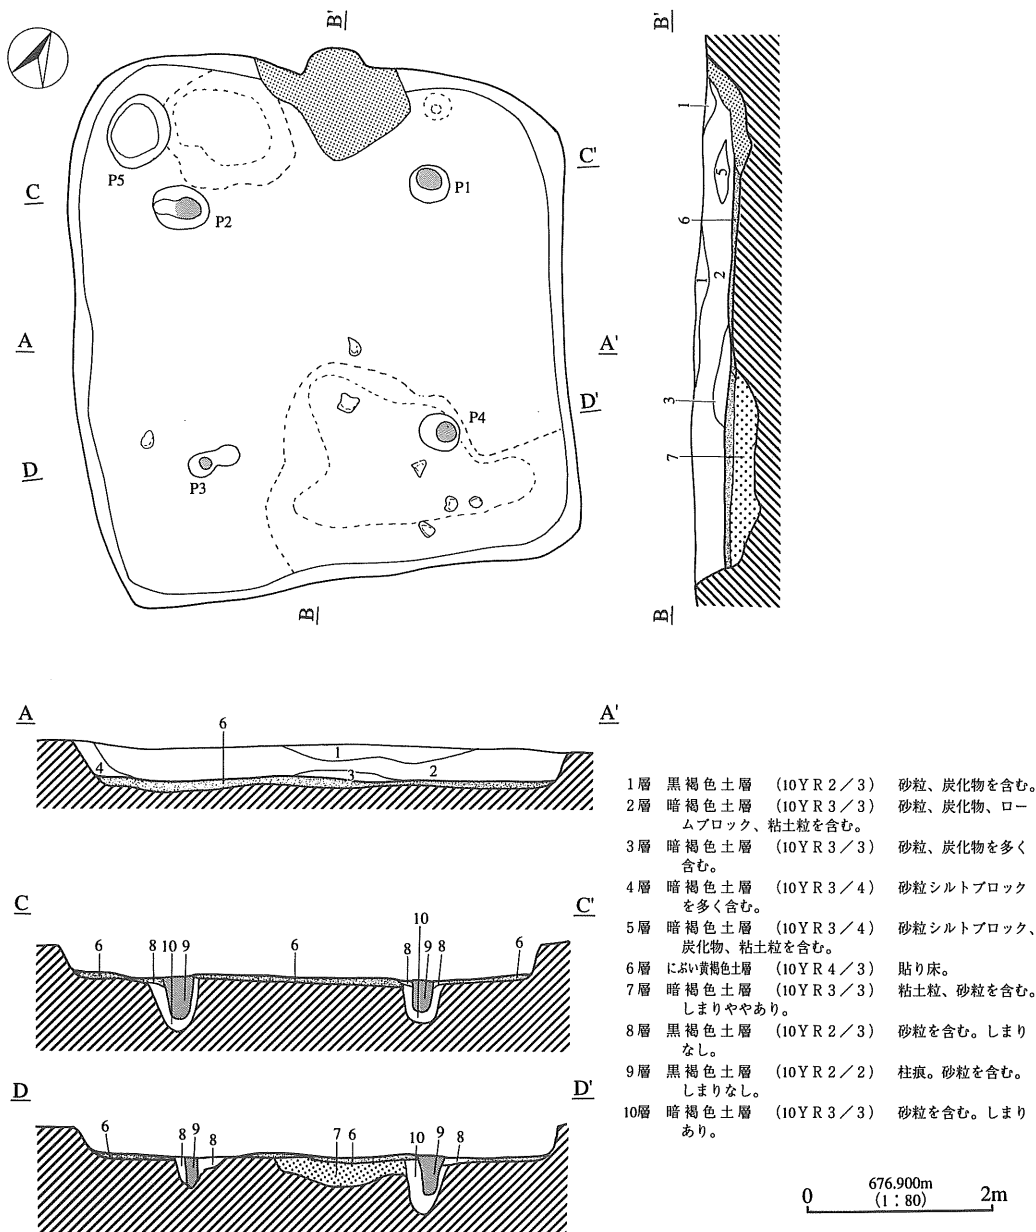 B'
B'
1
C'
5
P5
P1
C
P2
6
1
2
A
A'
D'
3
P4
7
D
P3
B
B
A
6
A'
1
4
3
2
1層 黒褐色土層 (10YR2/3) 砂粒、炭化物を含む。
2層 暗褐色土層 (10YR3/3) 砂粒、炭化物、ロー
ムブロック、粘土粒を含む。
3層 暗褐色土層 (10YR3/3) 砂粒、炭化物を多く
含む。
4層 暗褐色土層 (10YR3/4) 砂粒シルトブロック
を多く含む。
5層 暗褐色土層 (10YR3/4) 砂粒シルトブロック、
炭化物、粘土粒を含む。
6層 にぶい黄褐色土層 (10YR4/3) 貼り床。
7層 暗褐色土層 (10YR3/3) 粘土粒、砂粒を含む。
しまりややあり。
8層 黒褐色土層 (10YR2/3) 砂粒を含む。しまり
なし。
9層 黒褐色土層 (10YR2/2) 柱痕。砂粒を含む。
しまりなし。
10層 暗褐色土層 (10YR3/3) 砂粒を含む。しまり
あり。
C
C'
6 8 10 9 6 8 10 9 8 6
D
D'
6 8 9 8 7 6 10 9 8
676.900m
0 (1:80) 2m